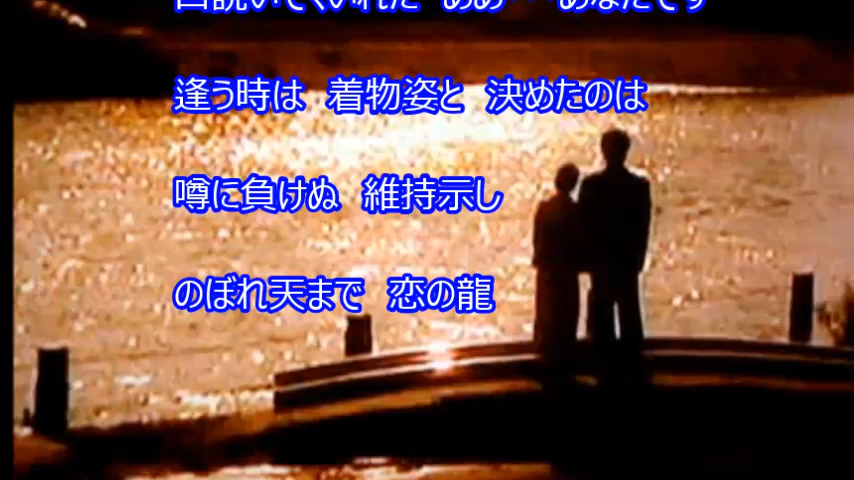 口説いてくれた ああ・・あなたです
逢う時は 着物姿と 決めたのは
噂に負けぬ 維持示し
のぼれ天まで 恋の龍